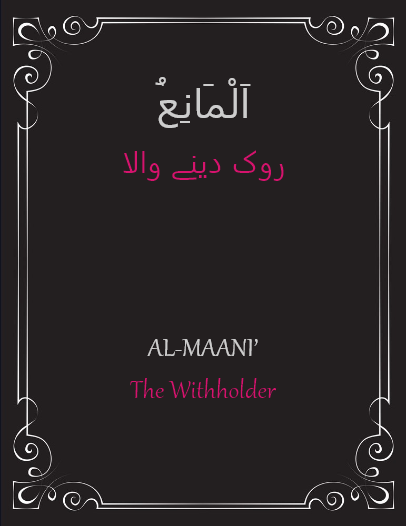 اَلْمَانِعُ
روک دینے والا
AL-MAANI’
The Withholder